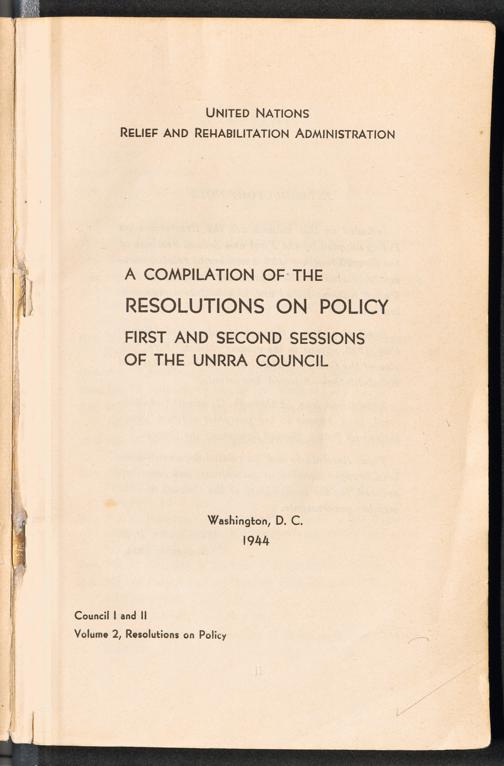 UNITED NATIONS
RELIEF AND REHABILITATION ADMINISTRATION
A COMPILATION OF THE
RESOLUTIONS ON POLICY
FIRST AND SECOND SESSIONS
OF THE UNRRA COUNCIL
Washington, D. C.
1944
Council I and II
Volume 2, Resolutions on Policy